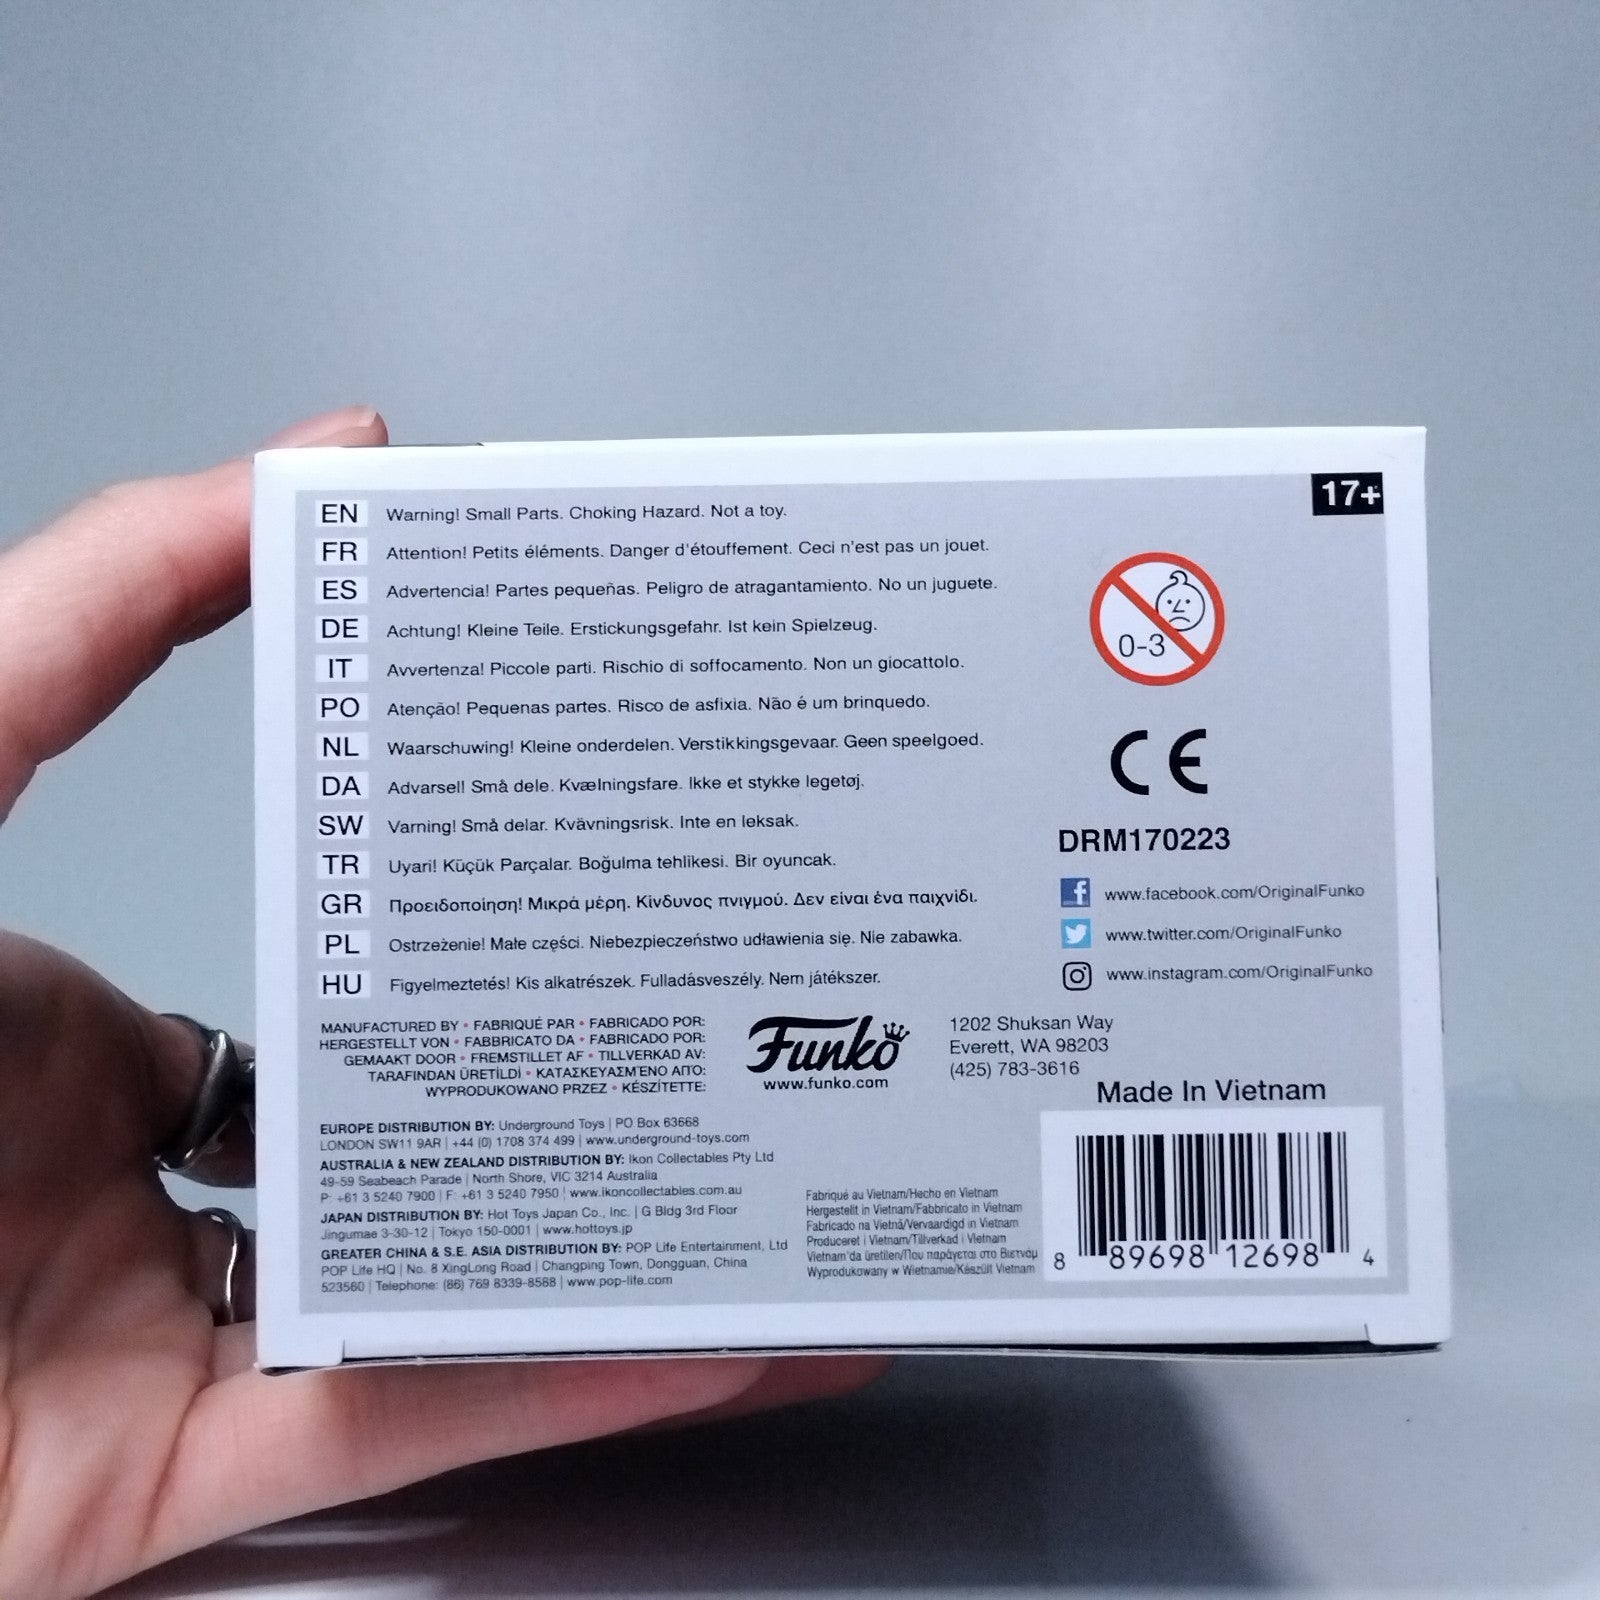 17+
EN Warning! Small Parts. Choking Hazard. Not a toy.
FR Attention! Petits éléments. Danger d'étouffement. Ceci n'est pas un jouet.
ES Advertencia! Partes pequeñas. Peligro de atragantamiento. No un juguete.
DE Achtung! Kleine Teile. Erstickungsgefahr. Ist kein Spielzeug.
IT Avvertenza! Piccole parti. Rischio di soffocamento. Non un giocattolo.
PO Atenção! Pequenas partes. Risco de asfixia. Não é um brinquedo.
NL Waarschuwing! Kleine onderdelen. Verstikkingsgevaar. Geen speelgoed.
DA Advarsel! Små dele. Kvælningsfare. Ikke et stykke legetøj.
SW Varning! Små delar. Kvävningsrisk. Inte en leksak.
TR Uyari! Küçük Parçalar. Boğulma tehlikesi. Bir oyuncak.
GR Προειδοποίηση! Μικρά μέρη. Κίνδυνος πνιγμού. Δεν είναι ένα παιχνίδι.
PL Ostrzeżenie! Małe części. Niebezpieczeństwo udławienia się. Nie zabawka.
HU Figyelmeztetés! Kis alkatrészek. Fulladásveszély. Nem játékszer.
0-3
CE
DRM170223
www.facebook.com/OriginalFunko
www.twitter.com/OriginalFunko
www.instagram.com/OriginalFunko
MANUFACTURED BY • FABRIQUÉ PAR • FABRICADO POR:
HERGESTELLT VON • FABBRICATO DA • FABRICADO POR:
GEMAAKT DOOR • FREMSTILLET AF • TILLVERKAD AV:
TARAFINDAN ÜRETİLDİ • ΚΑΤΑΣΚΕΥΑΣΜΈΝΟ ΑΠΌ:
WYPRODUKOWANO PRZEZ • KÉSZÍTETTE:
Funko
www.funko.com
1202 Shuksan Way
Everett, WA 98203
(425) 783-3616
Made In Vietnam
EUROPE DISTRIBUTION BY: Underground Toys | PO Box 63668
LONDON SW11 9AR | +44 (0) 1708 374 499 | www.underground-toys.com
AUSTRALIA & NEW ZEALAND DISTRIBUTION BY: Ikon Collectables Pty Ltd
49-59 Seabeach Parade | North Shore, VIC 3214 Australia
P: +61 3 5240 7900 | F: +61 3 5240 7950 | www.ikoncollectables.com.au
JAPAN DISTRIBUTION BY: Hot Toys Japan Co., Inc. | G Bldg 3rd Floor
Jingumae 3-30-12 | Tokyo 150-0001 | www.hottoys.jp
GREATER CHINA & S.E. ASIA DISTRIBUTION BY: POP Life Entertainment, Ltd
POP Life HQ | No. 8 XingLong Road | Changping Town, Dongguan, China
523560 | Telephone: (86) 769 8339-8588 | www.pop-life.com
Fabriqué au Vietnam/Hecho en Vietnam
Hergestellt in Vietnam/Fabbricato in Vietnam
Fabricado na Vietnã/Vervaardigd in Vietnam
Produceret i Vietnam/Tillverkad i Vietnam
Vietnam'da üretilen/Που παράγεται στο Βιετνάμ
Wyprodukowany w Wietnamie/Készült Vietnam
8 89698 12698 4